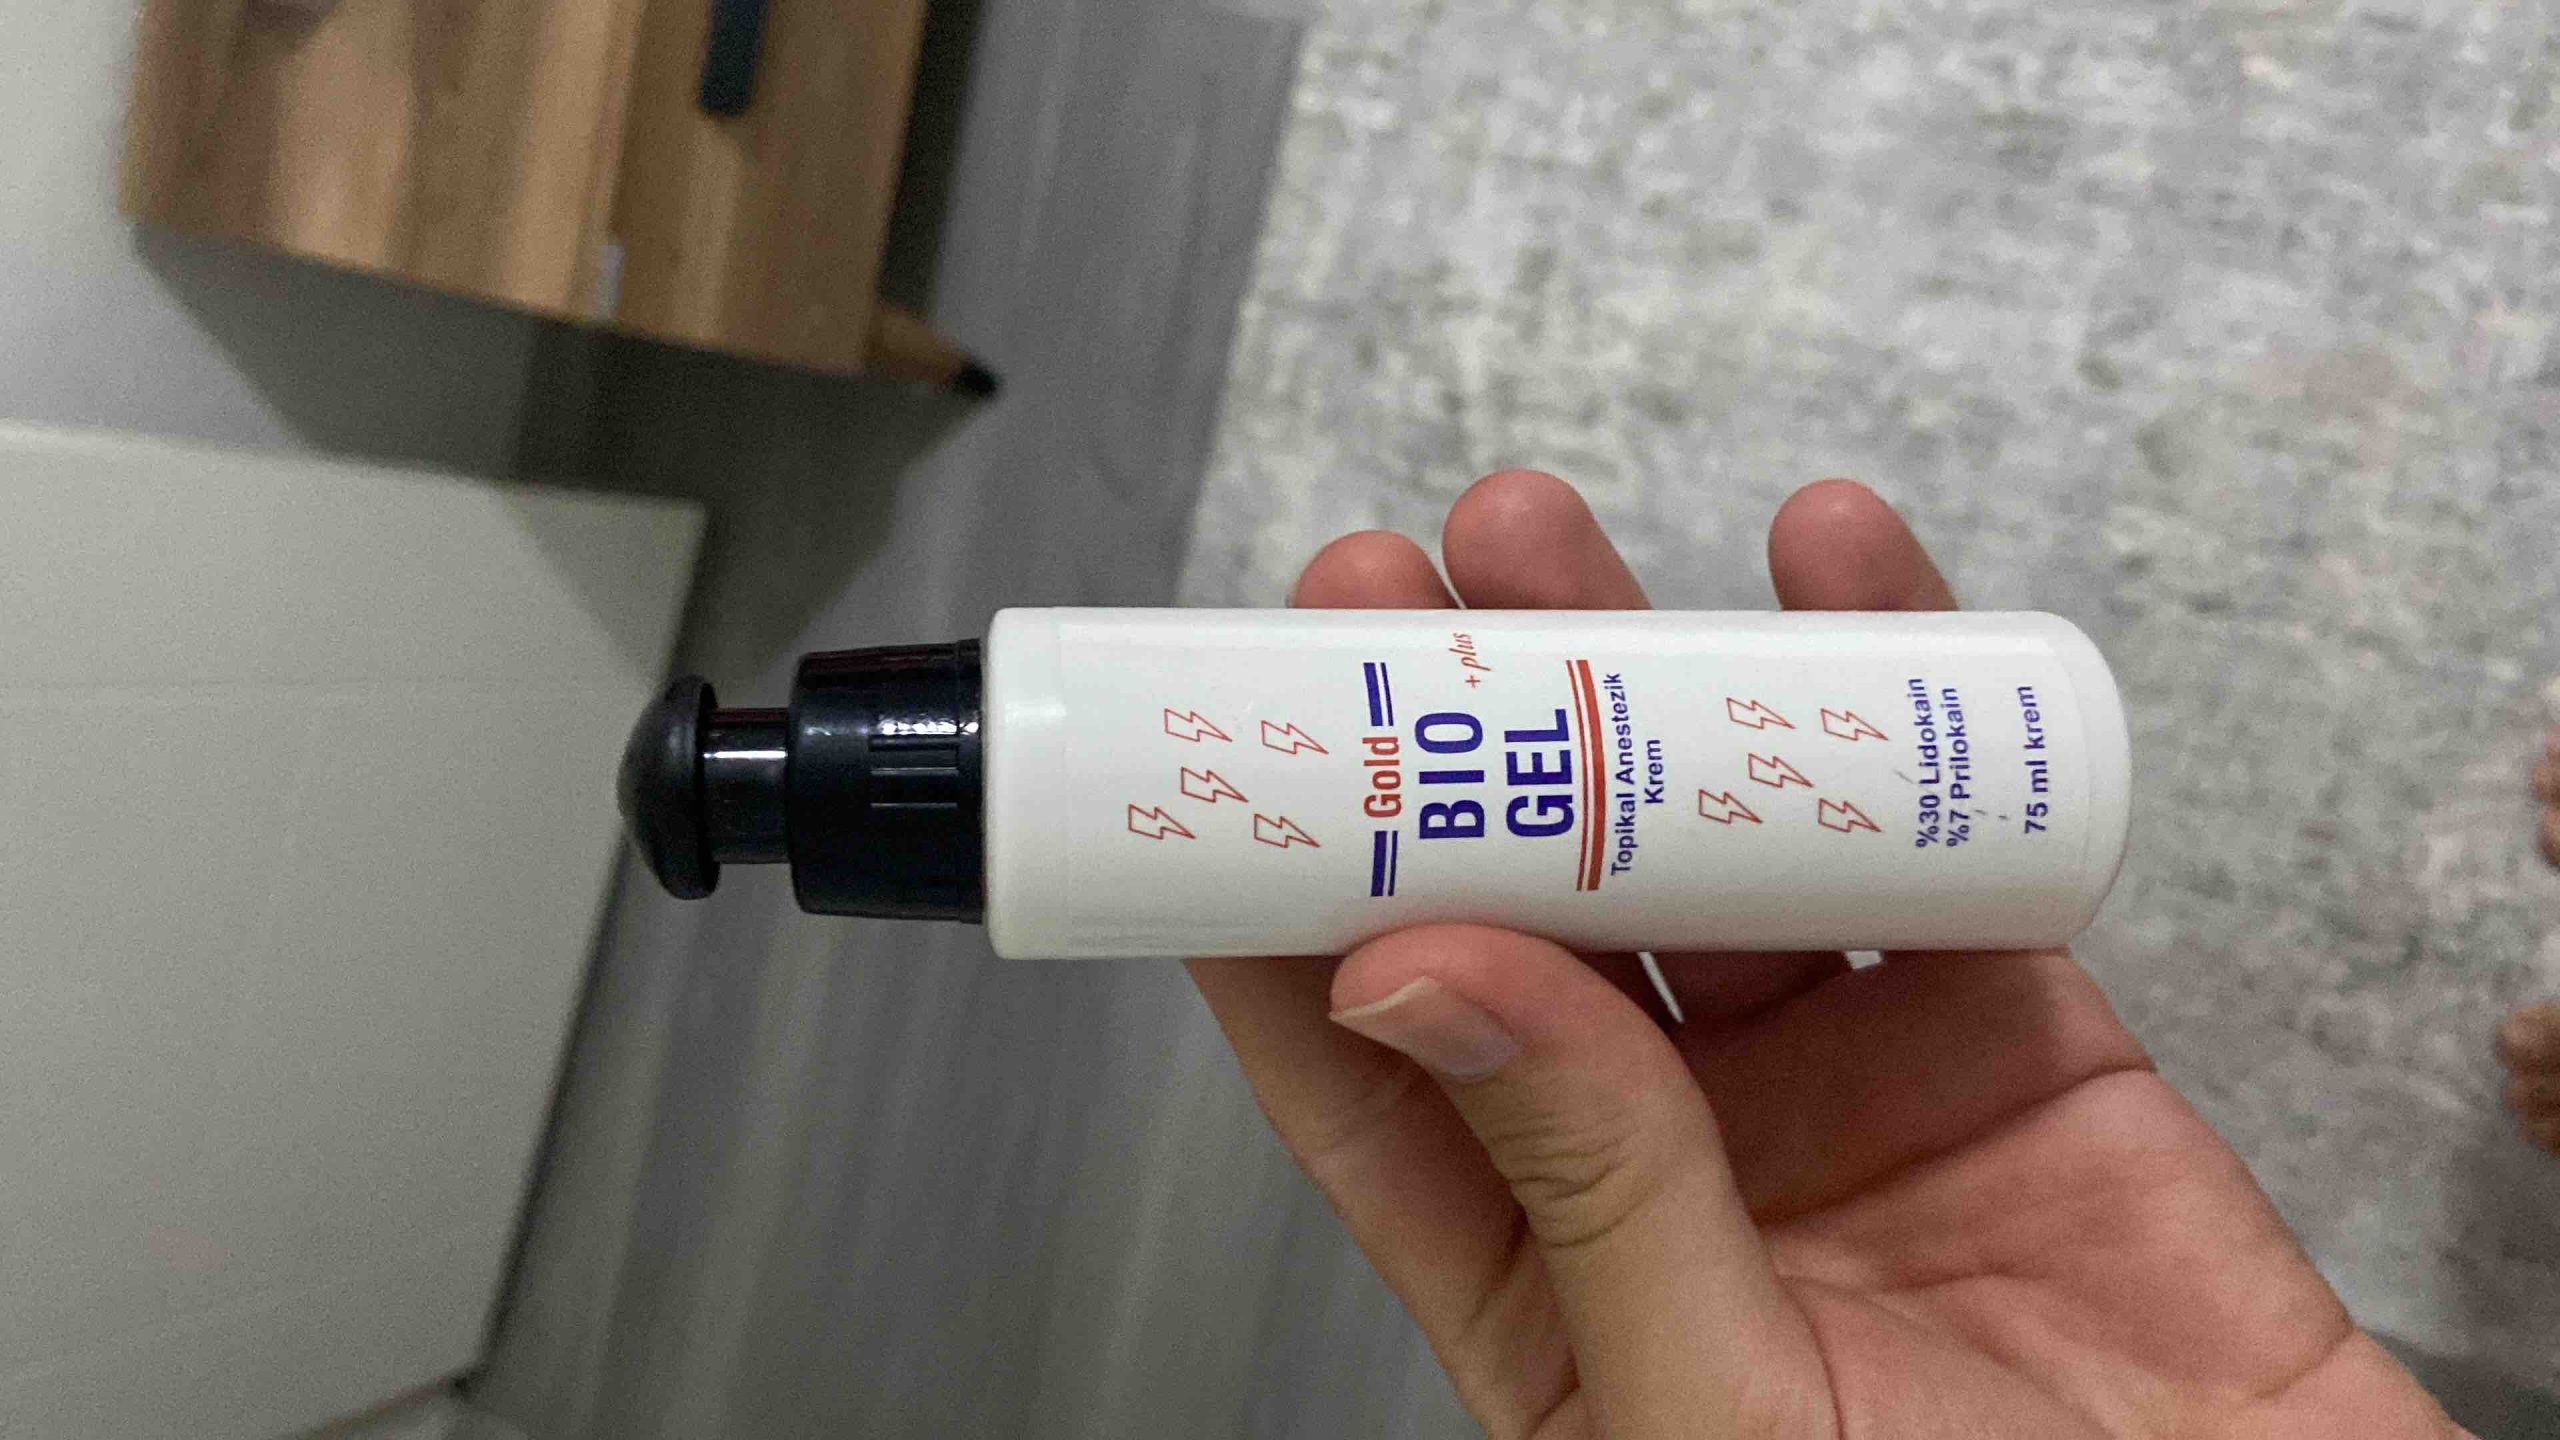 Gold
BIO
+ plus
GEL
Topikal Anestezik
Krem
%30 Lidokain
%7 Prilokain
75 ml krem